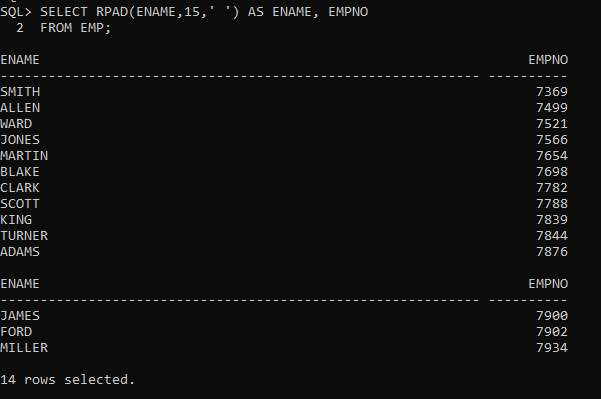 SQL> SELECT RPAD(ENAME,15,' ') AS ENAME, EMPNO
  2  FROM EMP;
ENAME                                                             EMPNO
------------------------------------------------------------ ----------
SMITH                                                              7369
ALLEN                                                              7499
WARD                                                               7521
JONES                                                              7566
MARTIN                                                             7654
BLAKE                                                              7698
CLARK                                                              7782
SCOTT                                                              7788
KING                                                               7839
TURNER                                                             7844
ADAMS                                                              7876
ENAME                                                             EMPNO
------------------------------------------------------------ ----------
JAMES                                                              7900
FORD                                                               7902
MILLER                                                             7934
14 rows selected.